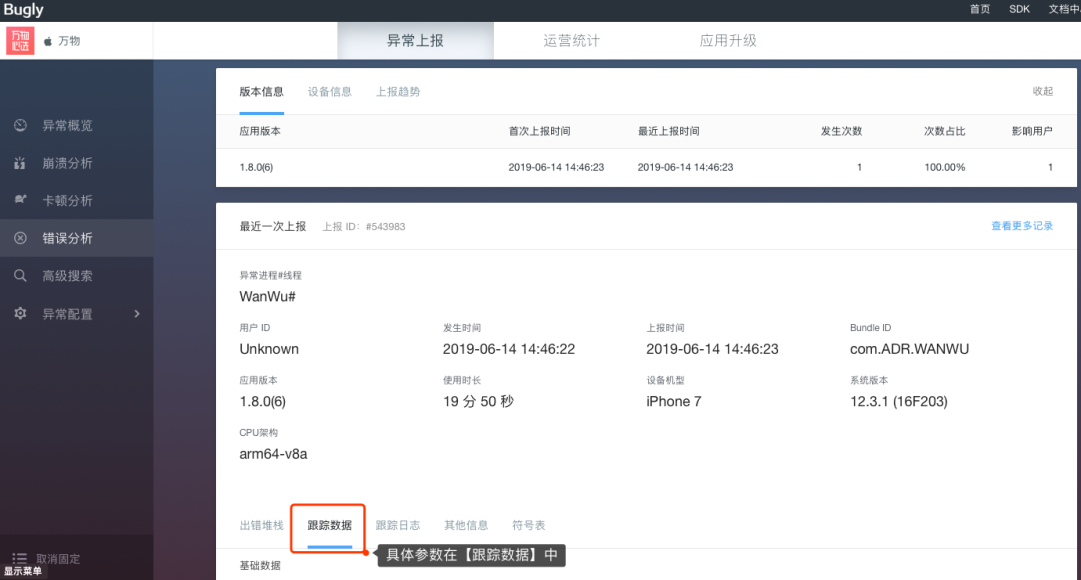 Bugly
首页 SDK 文档中
万物心选 万物 异常上报 运营统计 应用升级
版本信息 设备信息 上报趋势 收起
应用版本 首次上报时间 最近上报时间 发生次数 次数占比 影响用户
1.8.0(6) 2019-06-14 14:46:23 2019-06-14 14:46:23 1 100.00% 1
异常概览
崩溃分析
卡顿分析
错误分析
高级搜索
异常配置
最近一次上报 上报 ID: #543983 查看更多记录
异常进程#线程
WanWu#
用户 ID 发生时间 上报时间 Bundle ID
Unknown 2019-06-14 14:46:22 2019-06-14 14:46:23 com.ADR.WANWU
应用版本 使用时长 设备机型 系统版本
1.8.0(6) 19 分 50 秒 iPhone 7 12.3.1 (16F203)
CPU架构
arm64-v8a
出错堆栈 跟踪数据 跟踪日志 其他信息 符号表
具体参数在【跟踪数据】中
基础数据
取消固定
显示菜单